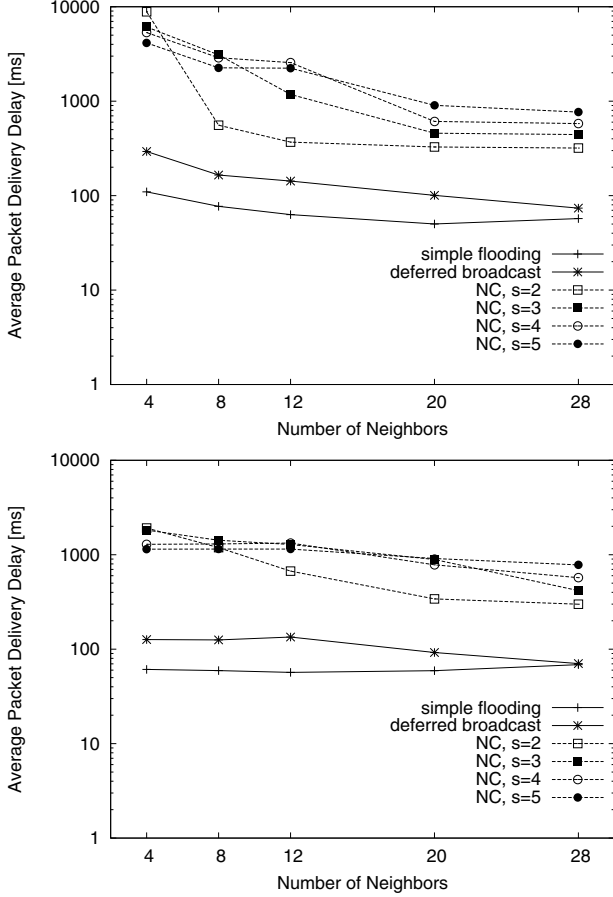 10000
1000
100
10
1
Average Packet Delivery Delay [ms]
simple flooding
deferred broadcast
NC, s=2
NC, s=3
NC, s=4
NC, s=5
4 8 12 20 28
Number of Neighbors
10000
1000
100
10
1
Average Packet Delivery Delay [ms]
simple flooding
deferred broadcast
NC, s=2
NC, s=3
NC, s=4
NC, s=5
4 8 12 20 28
Number of Neighbors